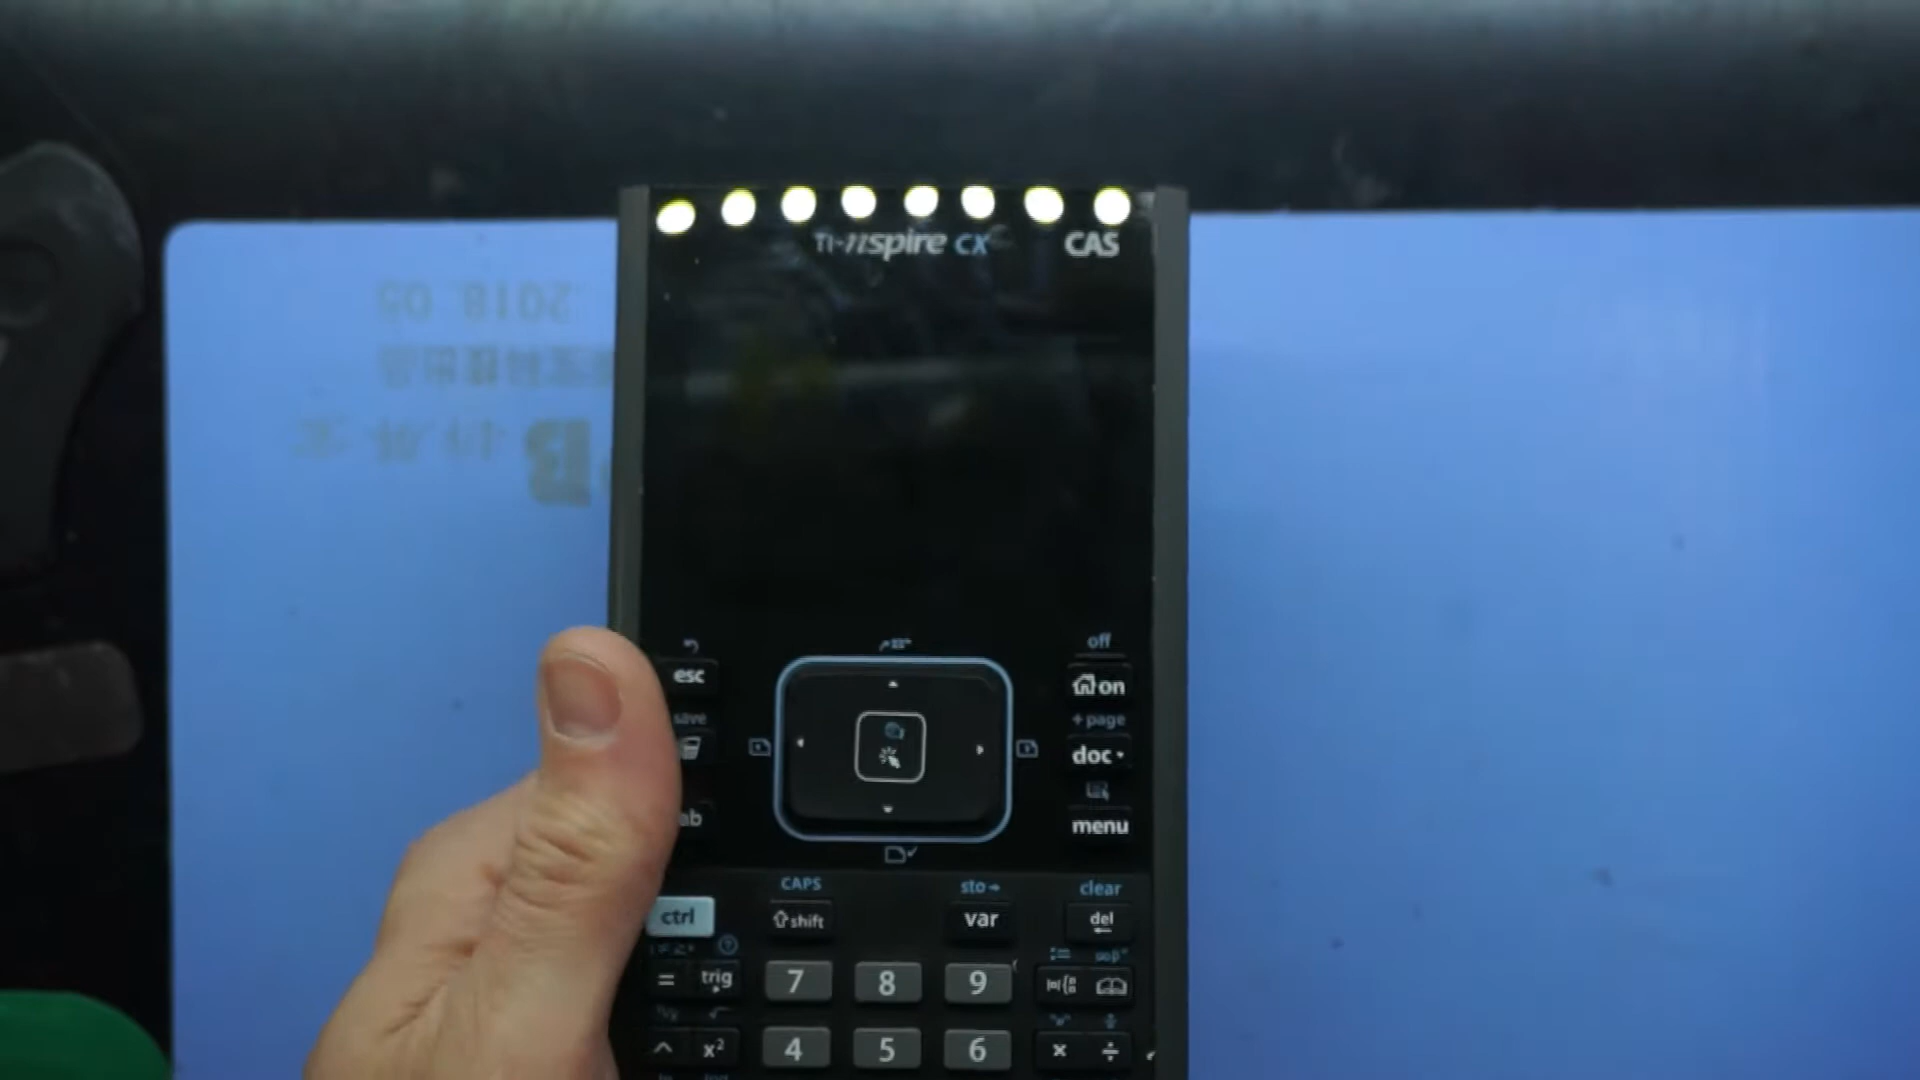 TI-nspire CX CAS
2018.05
B
off
esc
on
save
+page
doc
ab
menu
CAPS
sto
clear
ctrl
shift
var
del
= trig 7 8 9
^ x² 4 5 6 × ÷